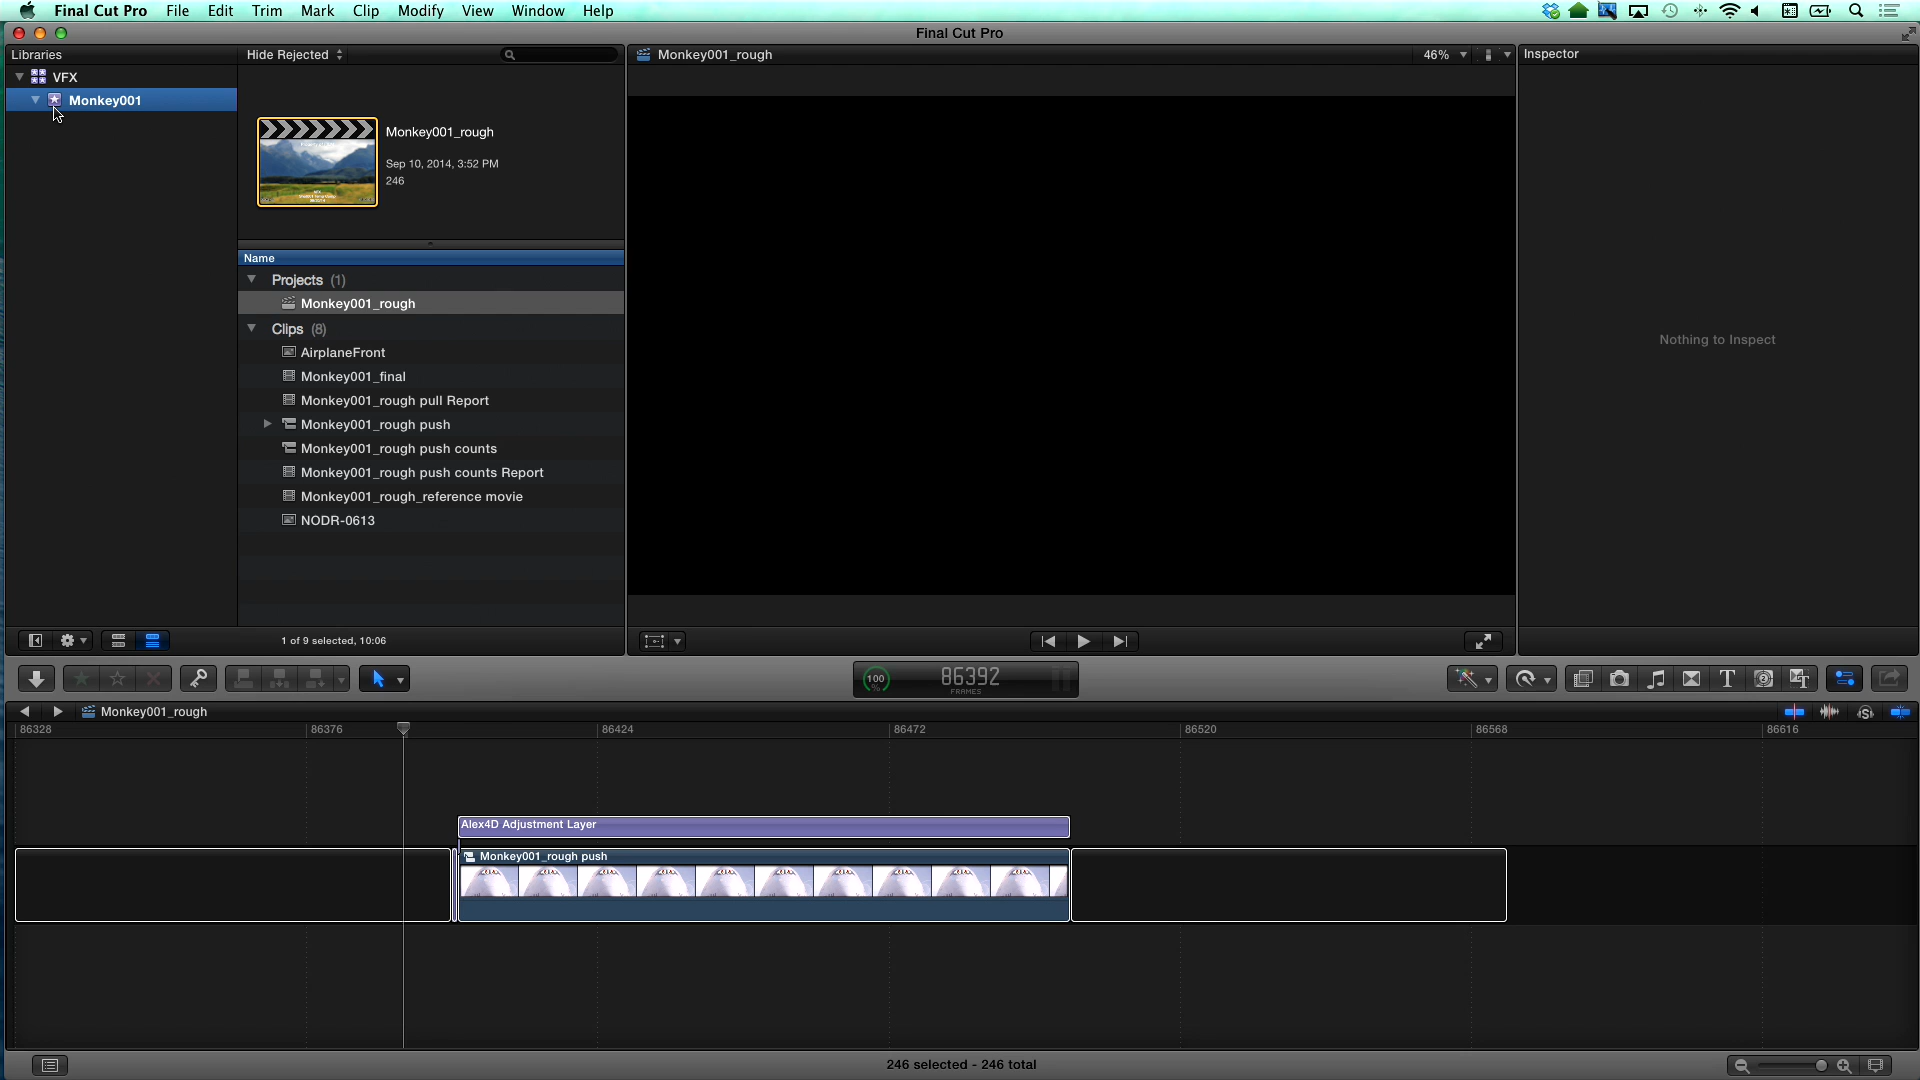 Final Cut Pro File Edit Trim Mark Clip Modify View Window Help
Final Cut Pro
Libraries
Hide Rejected
Monkey001_rough
46%
Inspector
VFX
Monkey001
Monkey001_rough
Sep 10, 2014, 3:52 PM
246
Name
Projects (1)
Monkey001_rough
Clips (8)
AirplaneFront
Monkey001_final
Monkey001_rough pull Report
Monkey001_rough push
Monkey001_rough push counts
Monkey001_rough push counts Report
Monkey001_rough_reference movie
NODR-0613
Nothing to Inspect
1 of 9 selected, 10:06
100
%
86392
FRAMES
Monkey001_rough
86328 86376 86424 86472 86520 86568 86616
Alex4D Adjustment Layer
Monkey001_rough push
246 selected - 246 total